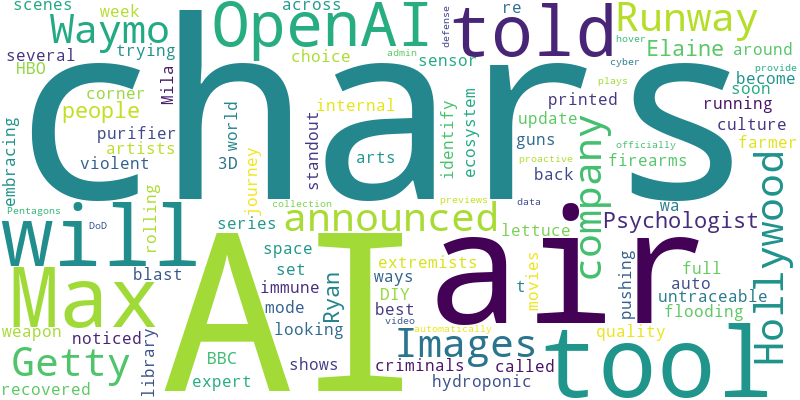 scenes
week
across
re
defense
admin
hover
Waymo
OpenAI
told
Runway
several
trying
choice
sensor
Elaine
around
HBO
cyber
provide
Mila
corner
internal
identify
ecosystem
printed
become
plays
soon
people
chars
update
running
embracing
purifier
standout
guns
culture
artists
3D
world
arts
officially
farmer
violent
journey
back
proactive
firearms
rolling
collection
previews
data
wa
Pentagons
DoD
series
announced
company
Psychologist
will
lettuce
Hollywood
space
AI
air
extremists
movies
pushing
full
blast
set
immune
Ryan
ways
t
auto
untraceable
Max
mode
DIY
best
flooding
weapon
noticed
looking
video
automatically
quality
library
BBC
shows
Images
tool
Getty
expert
criminals
called
recovered
hydroponic